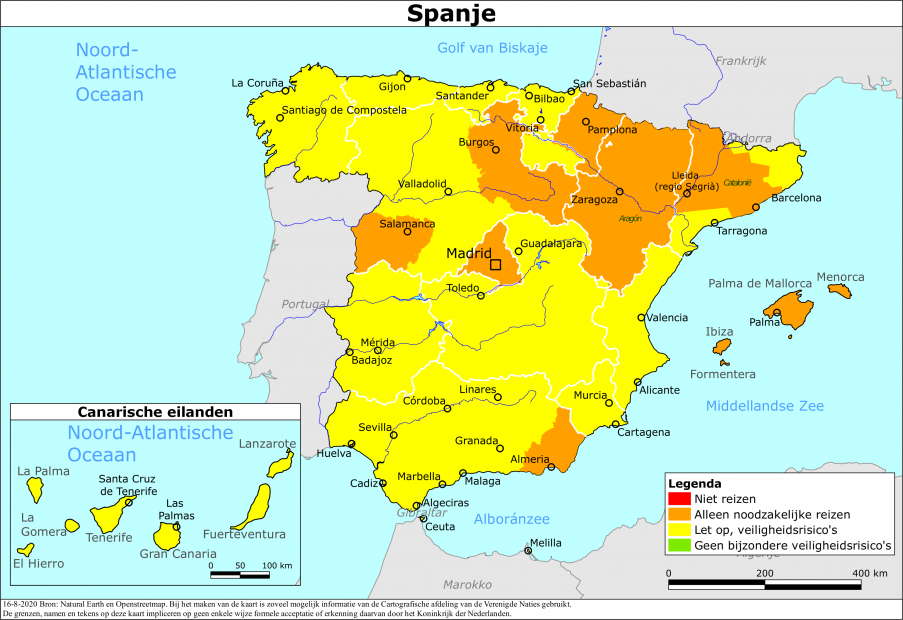 Spanje
Noord-
Atlantische
Oceaan
Golf van Biskaje
Frankrijk
Andorra
La Coruña
Gijon
Santander
Bilbao
San Sebastián
Santiago de Compostela
Vitoria
Pamplona
Burgos
Valladolid
Lleida
(regio Segrià)
Catalonië
Zaragoza
Aragón
Barcelona
Tarragona
Salamanca
Madrid
Guadalajara
Toledo
Palma de Mallorca
Menorca
Palma
Ibiza
Formentera
Portugal
Valencia
Mérida
Badajoz
Linares
Córdoba
Murcia
Alicante
Cartagena
Middellandse Zee
Sevilla
Huelva
Granada
Almeria
Marbella
Malaga
Cadiz
Algeciras
Gibraltar
Ceuta
Alboránzee
Melilla
Marokko
Algerije
Canarische eilanden
Noord-Atlantische
Oceaan
Lanzarote
La Palma
Santa Cruz
de Tenerife
Las
Palmas
La
Gomera
Tenerife
Fuerteventura
Gran Canaria
El Hierro
0 50 100 km
Legenda
Niet reizen
Alleen noodzakelijke reizen
Let op, veiligheidsrisico's
Geen bijzondere veiligheidsrisico's
0 200 400 km
16-8-2020 Bron: Natural Earth en Openstreetmap. Bij het maken van de kaart is zoveel mogelijk informatie van de Cartografische afdeling van de Verenigde Naties gebruikt.
De grenzen, namen en tekens op deze kaart impliceren op geen enkele wijze formele acceptatie of erkenning daarvan door het Koninkrijk der Nederlanden.